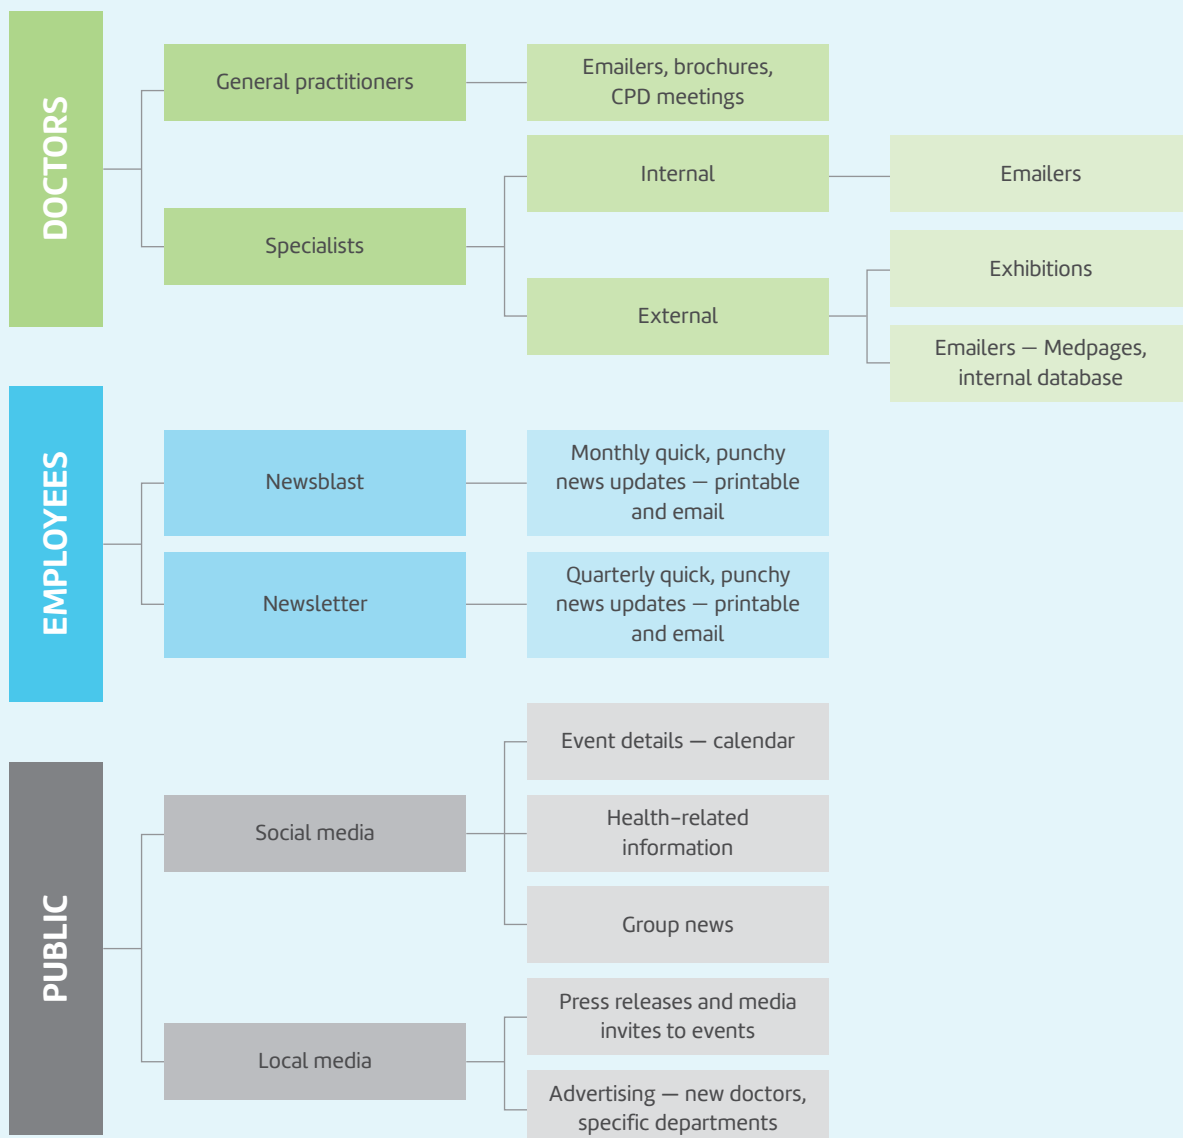 DOCTORS
General practitioners
Emailers, brochures,
CPD meetings
Specialists
Internal
Emailers
External
Exhibitions
Emailers — Medpages,
internal database
EMPLOYEES
Newsblast
Monthly quick, punchy
news updates — printable
and email
Newsletter
Quarterly quick, punchy
news updates — printable
and email
PUBLIC
Social media
Event details — calendar
Health-related
information
Group news
Local media
Press releases and media
invites to events
Advertising — new doctors,
specific departments